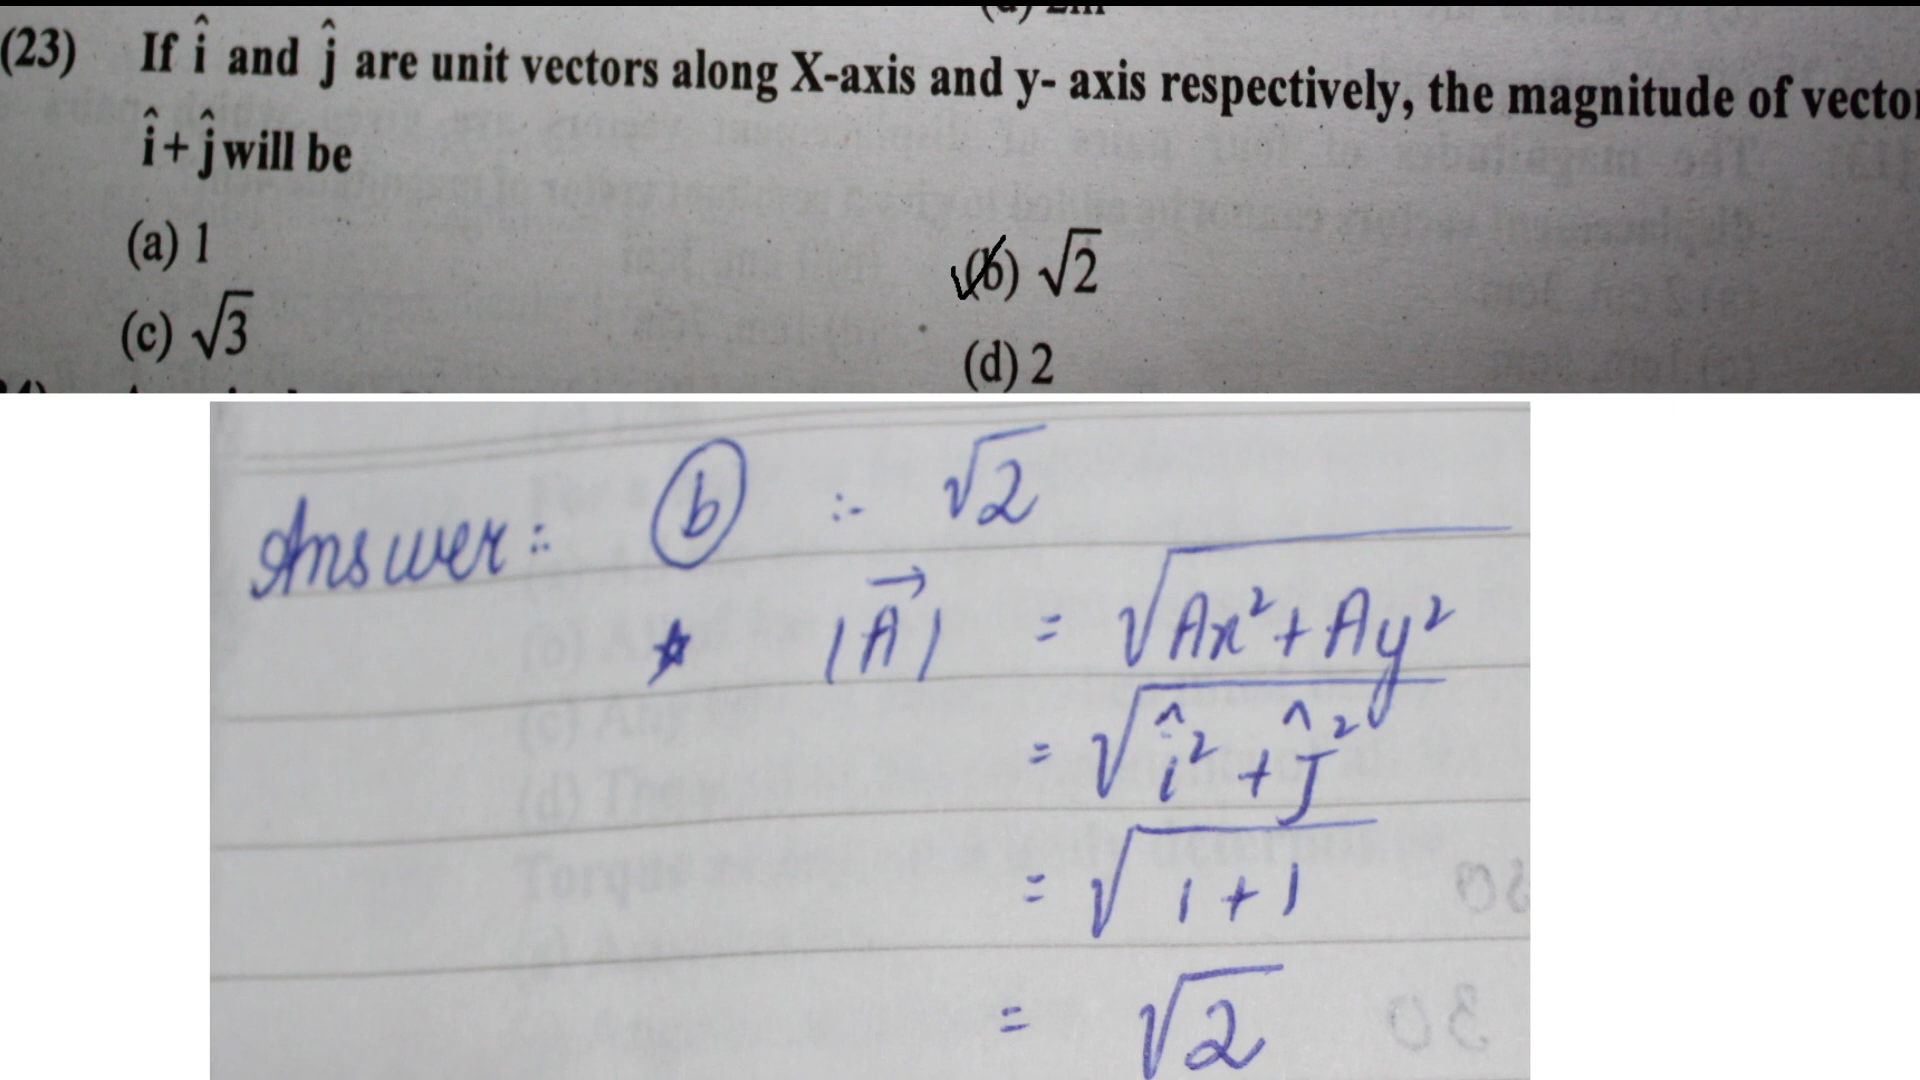 (23) If î and ĵ are unit vectors along X-axis and y- axis respectively, the magnitude of vector
î + ĵ will be
(a) 1
(b) √2
(c) √3
(d) 2
Answer :- (b) :- √2
* |A⃗| = √Ax² + Ay²
= √î² + ĵ²
= √1 + 1
= √2